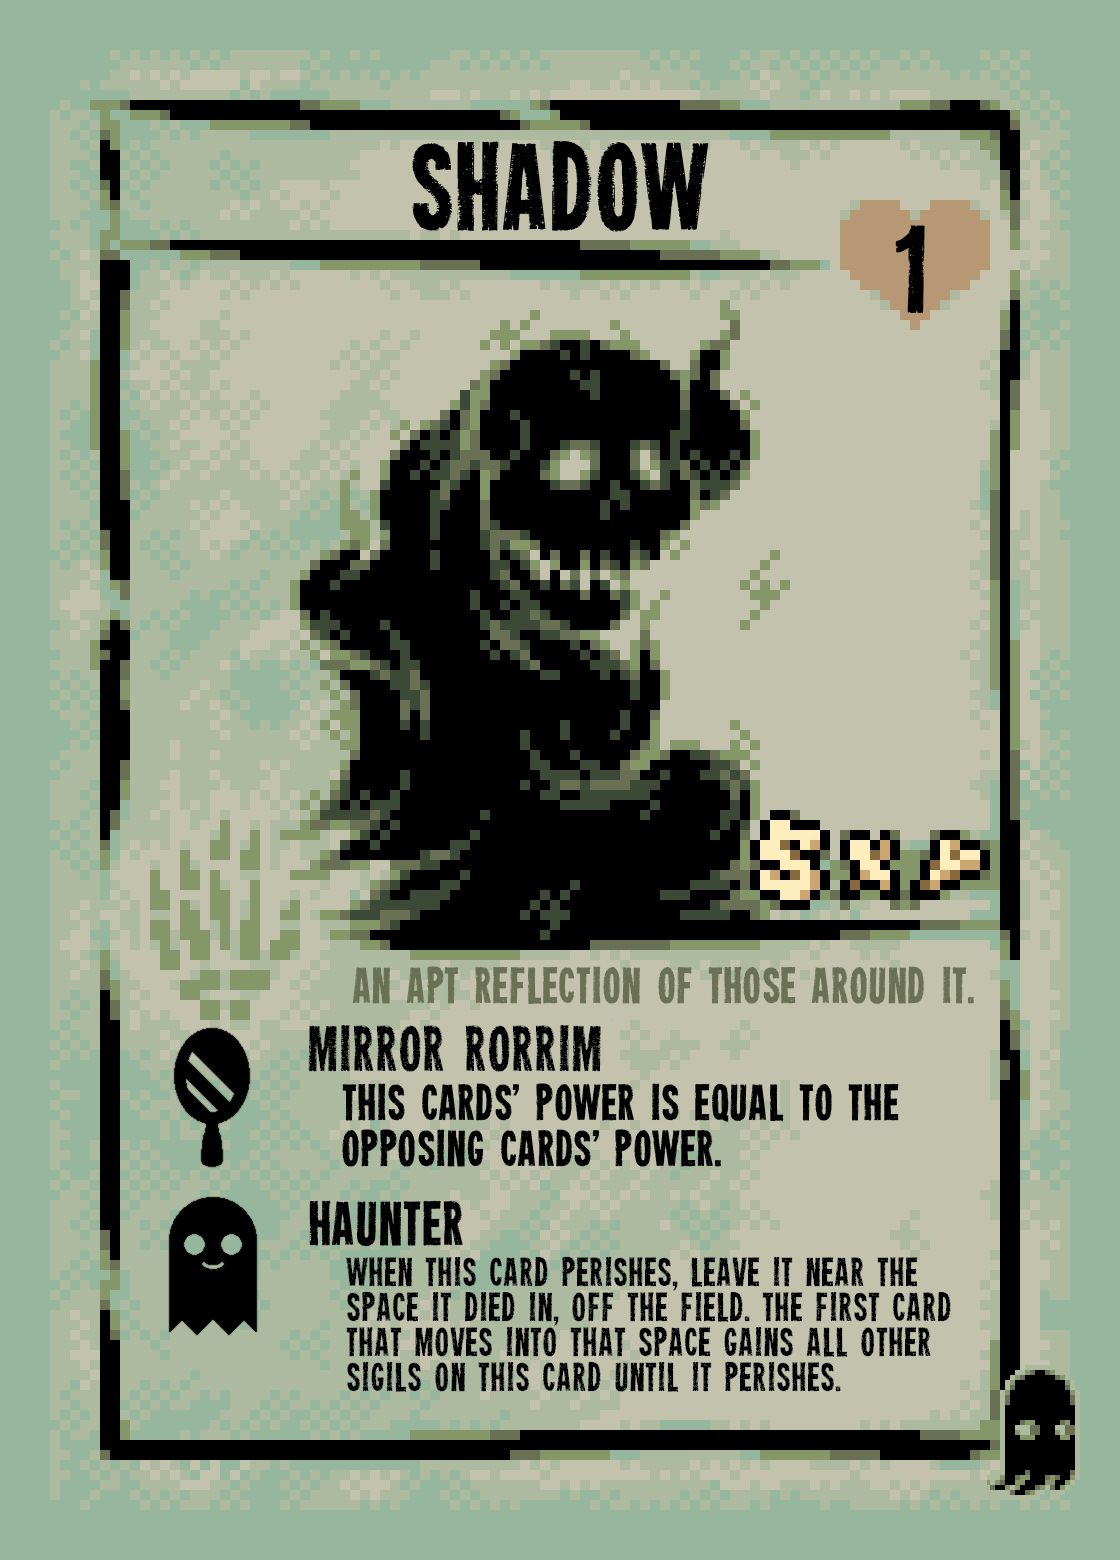 SHADOW
1
5 X
AN APT REFLECTION OF THOSE AROUND IT.
MIRROR RORRIM
THIS CARDS' POWER IS EQUAL TO THE
OPPOSING CARDS' POWER.
HAUNTER
WHEN THIS CARD PERISHES, LEAVE IT NEAR THE
SPACE IT DIED IN, OFF THE FIELD. THE FIRST CARD
THAT MOVES INTO THAT SPACE GAINS ALL OTHER
SIGILS ON THIS CARD UNTIL IT PERISHES.